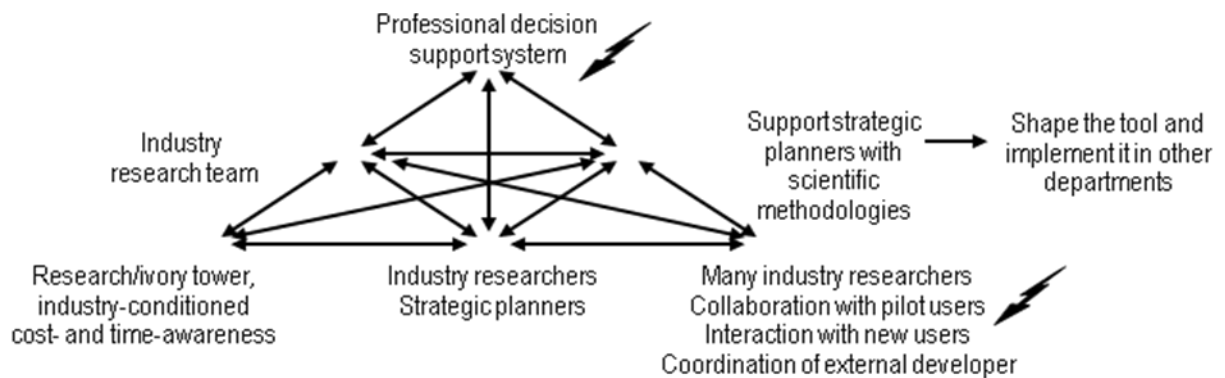 Professional decision
support system
Industry
research team
Support strategic
planners with
scientific
methodologies
Shape the tool and
implement it in other
departments
Research/ivory tower,
industry-conditioned
cost- and time-awareness
Industry researchers
Strategic planners
Many industry researchers
Collaboration with pilot users
Interaction with new users
Coordination of external developer